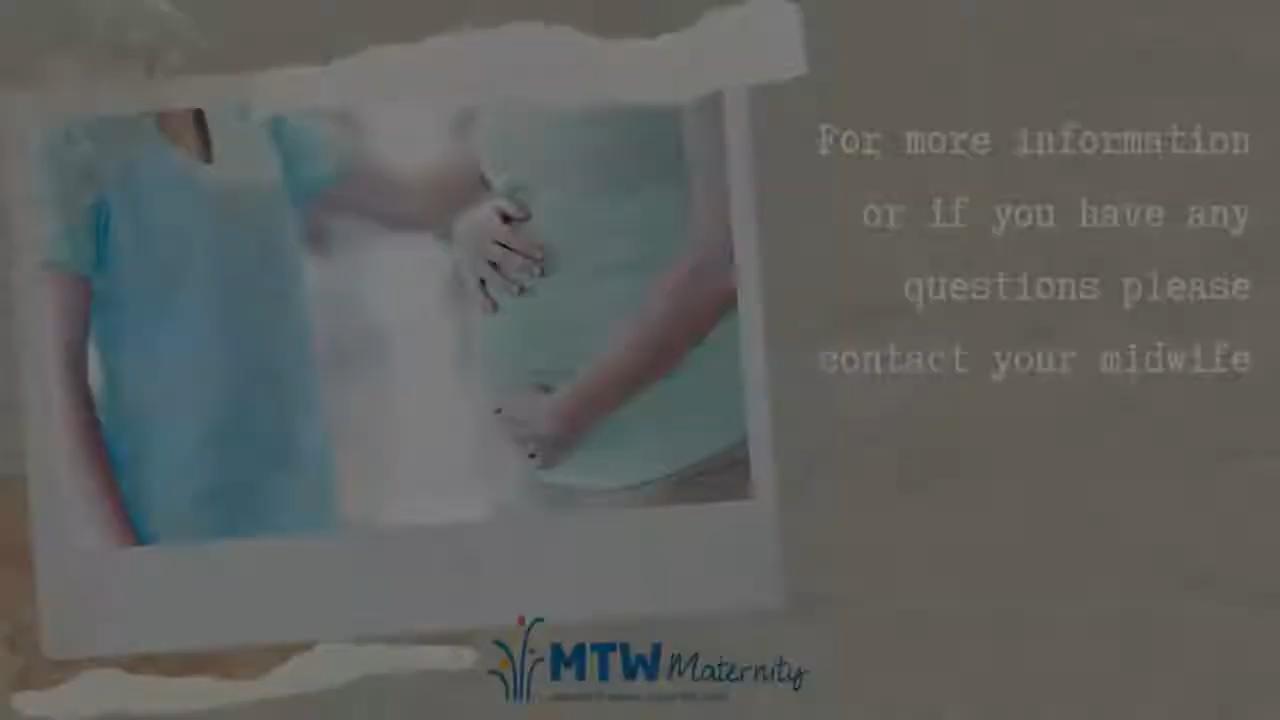 For more information
or if you have any
questions please
contact your midwife
MTW Maternity